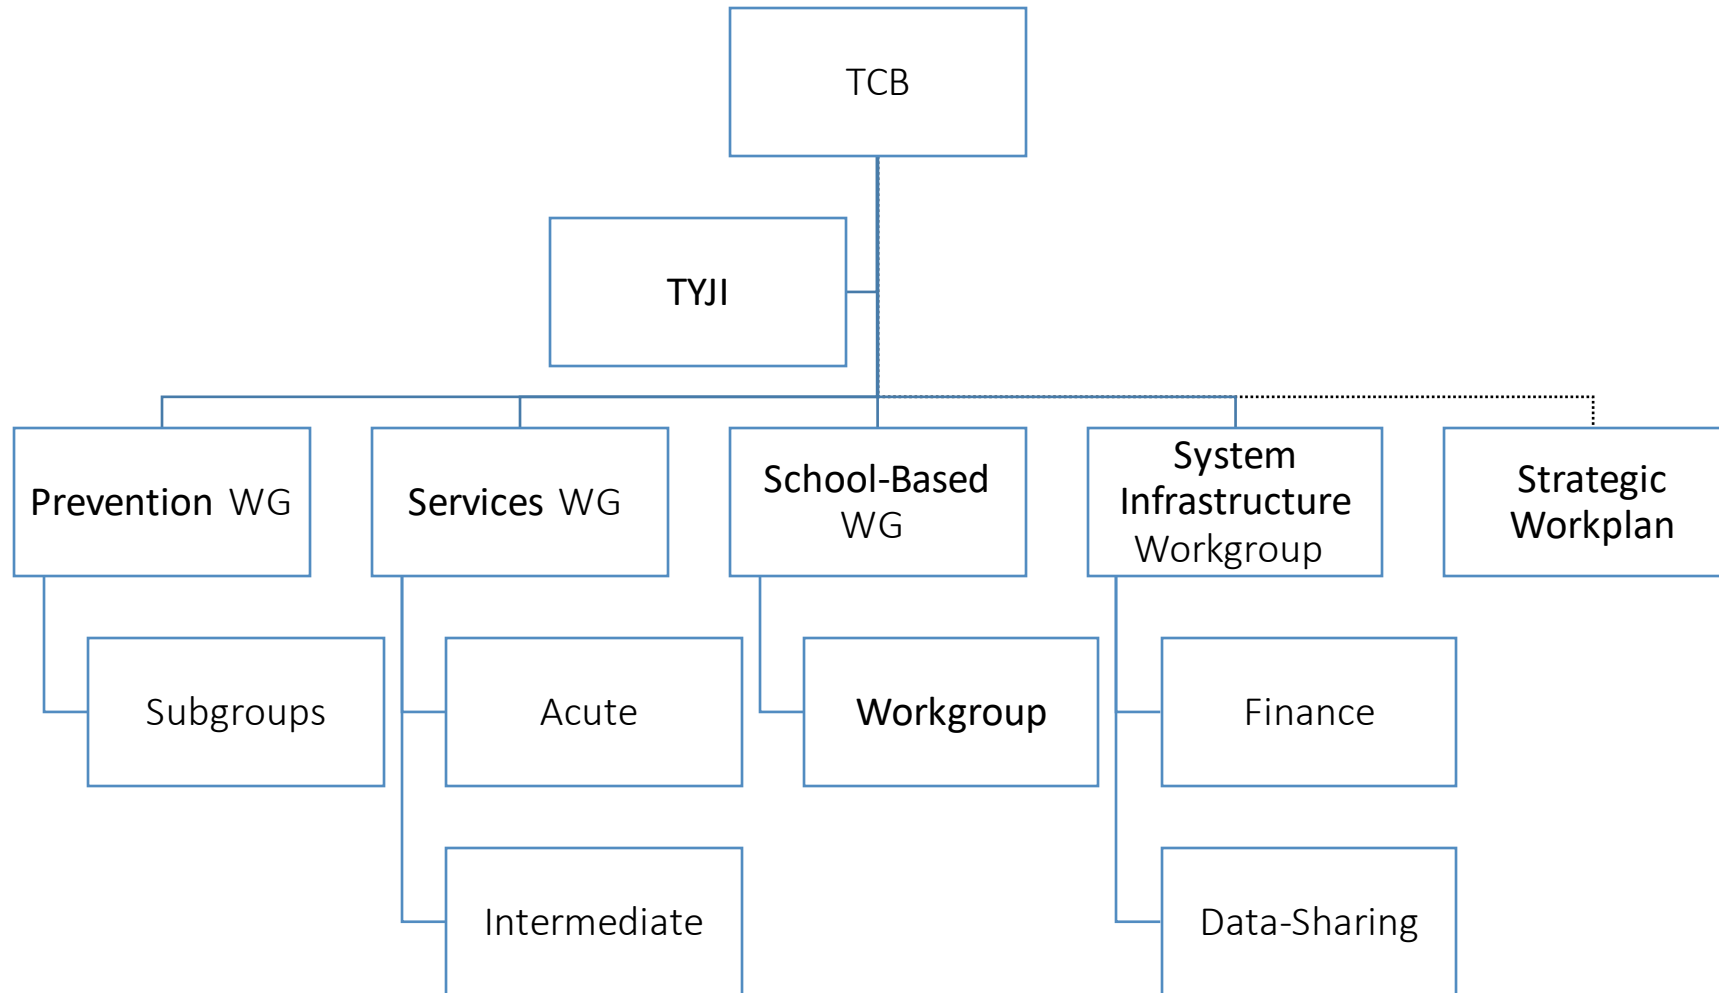 TCB
TYJI
Prevention WG
Services WG
School-Based
WG
System
Infrastructure
Workgroup
Strategic
Workplan
Subgroups
Acute
Workgroup
Finance
Intermediate
Data-Sharing